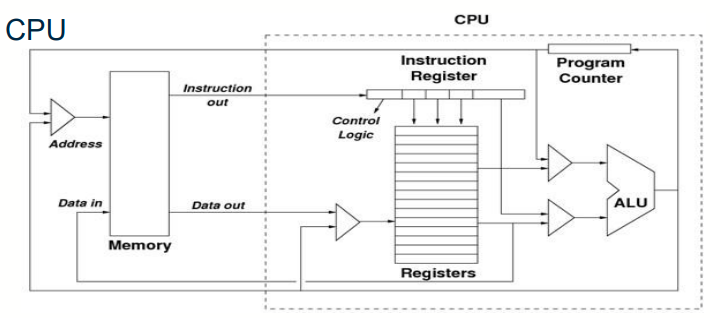 CPU
CPU
Instruction
Register
Program
Counter
Instruction
out
Control
Logic
Address
Data in
Data out
ALU
Memory
Registers